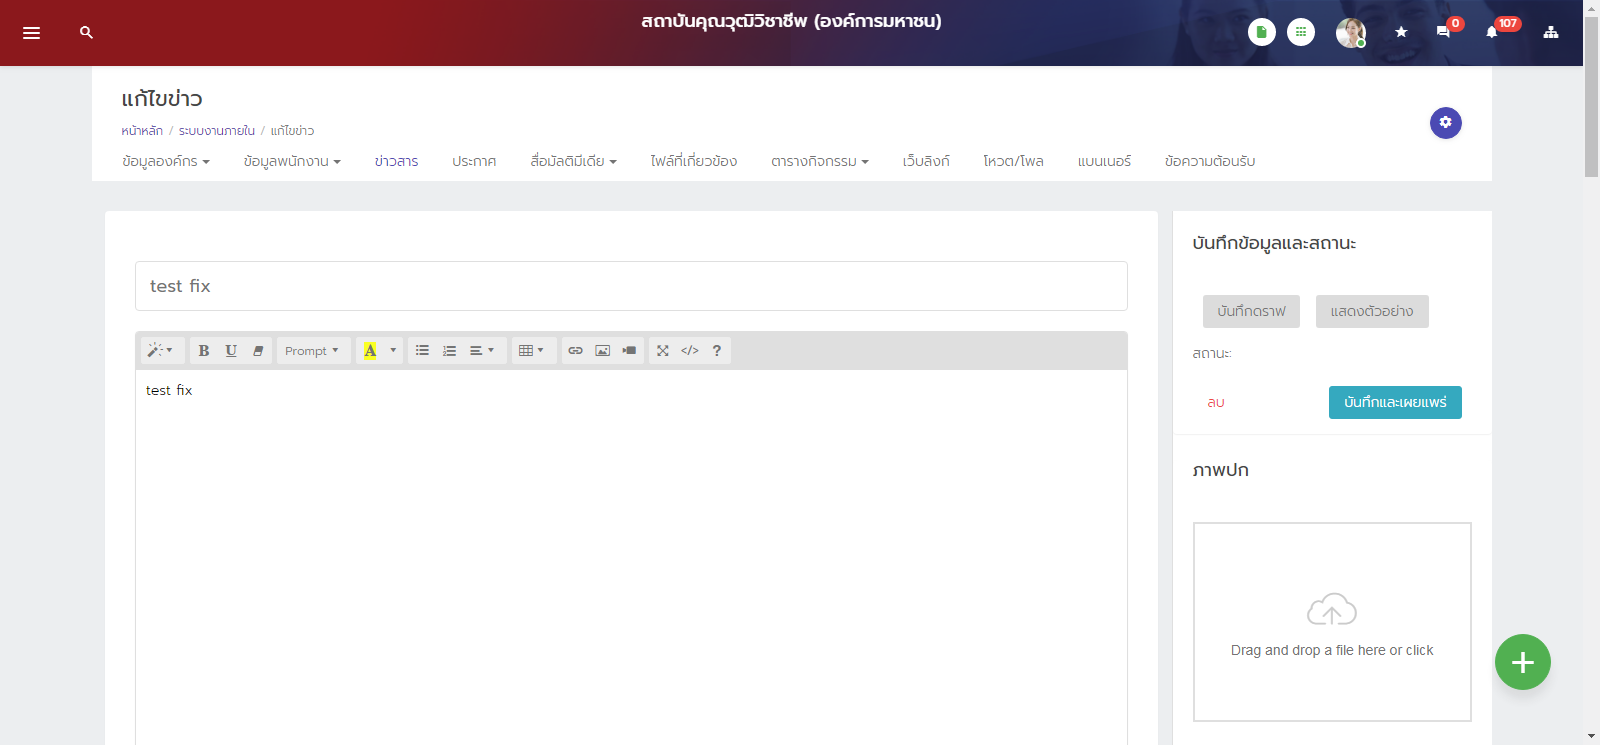 สถาบันคุณวุฒิวิชาชีพ (องค์การมหาชน)
0
107
แก้ไขข่าว
หน้าหลัก / ระบบงานภายใน / แก้ไขข่าว
ข้อมูลองค์กร ข้อมูลพนักงาน ข่าวสาร ประกาศ สื่อมัลติมีเดีย ไฟล์ที่เกี่ยวข้อง ตารางกิจกรรม เว็บลิงก์ โหวต/โพล แบนเนอร์ ข้อความต้อนรับ
test fix
B U Prompt A </> ?
test fix
บันทึกข้อมูลและสถานะ
บันทึกดราฟ แสดงตัวอย่าง
สถานะ:
ลบ บันทึกและเผยแพร่
ภาพปก
Drag and drop a file here or click